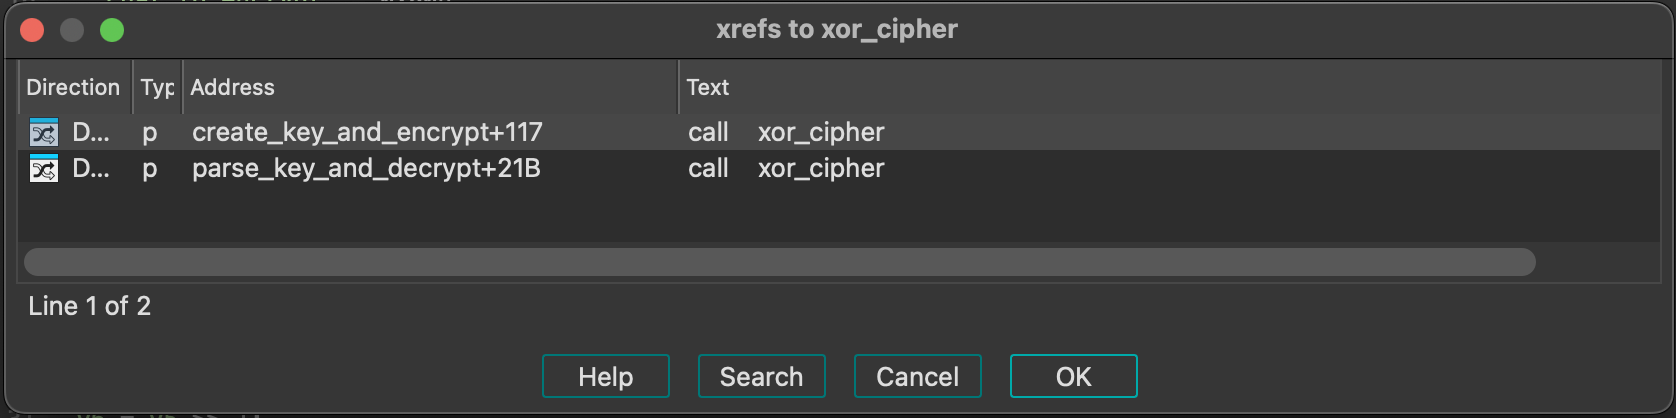 xrefs to xor_cipher
Direction Typ Address Text
D... p create_key_and_encrypt+117 call xor_cipher
D... p parse_key_and_decrypt+21B call xor_cipher
Line 1 of 2
Help Search Cancel OK